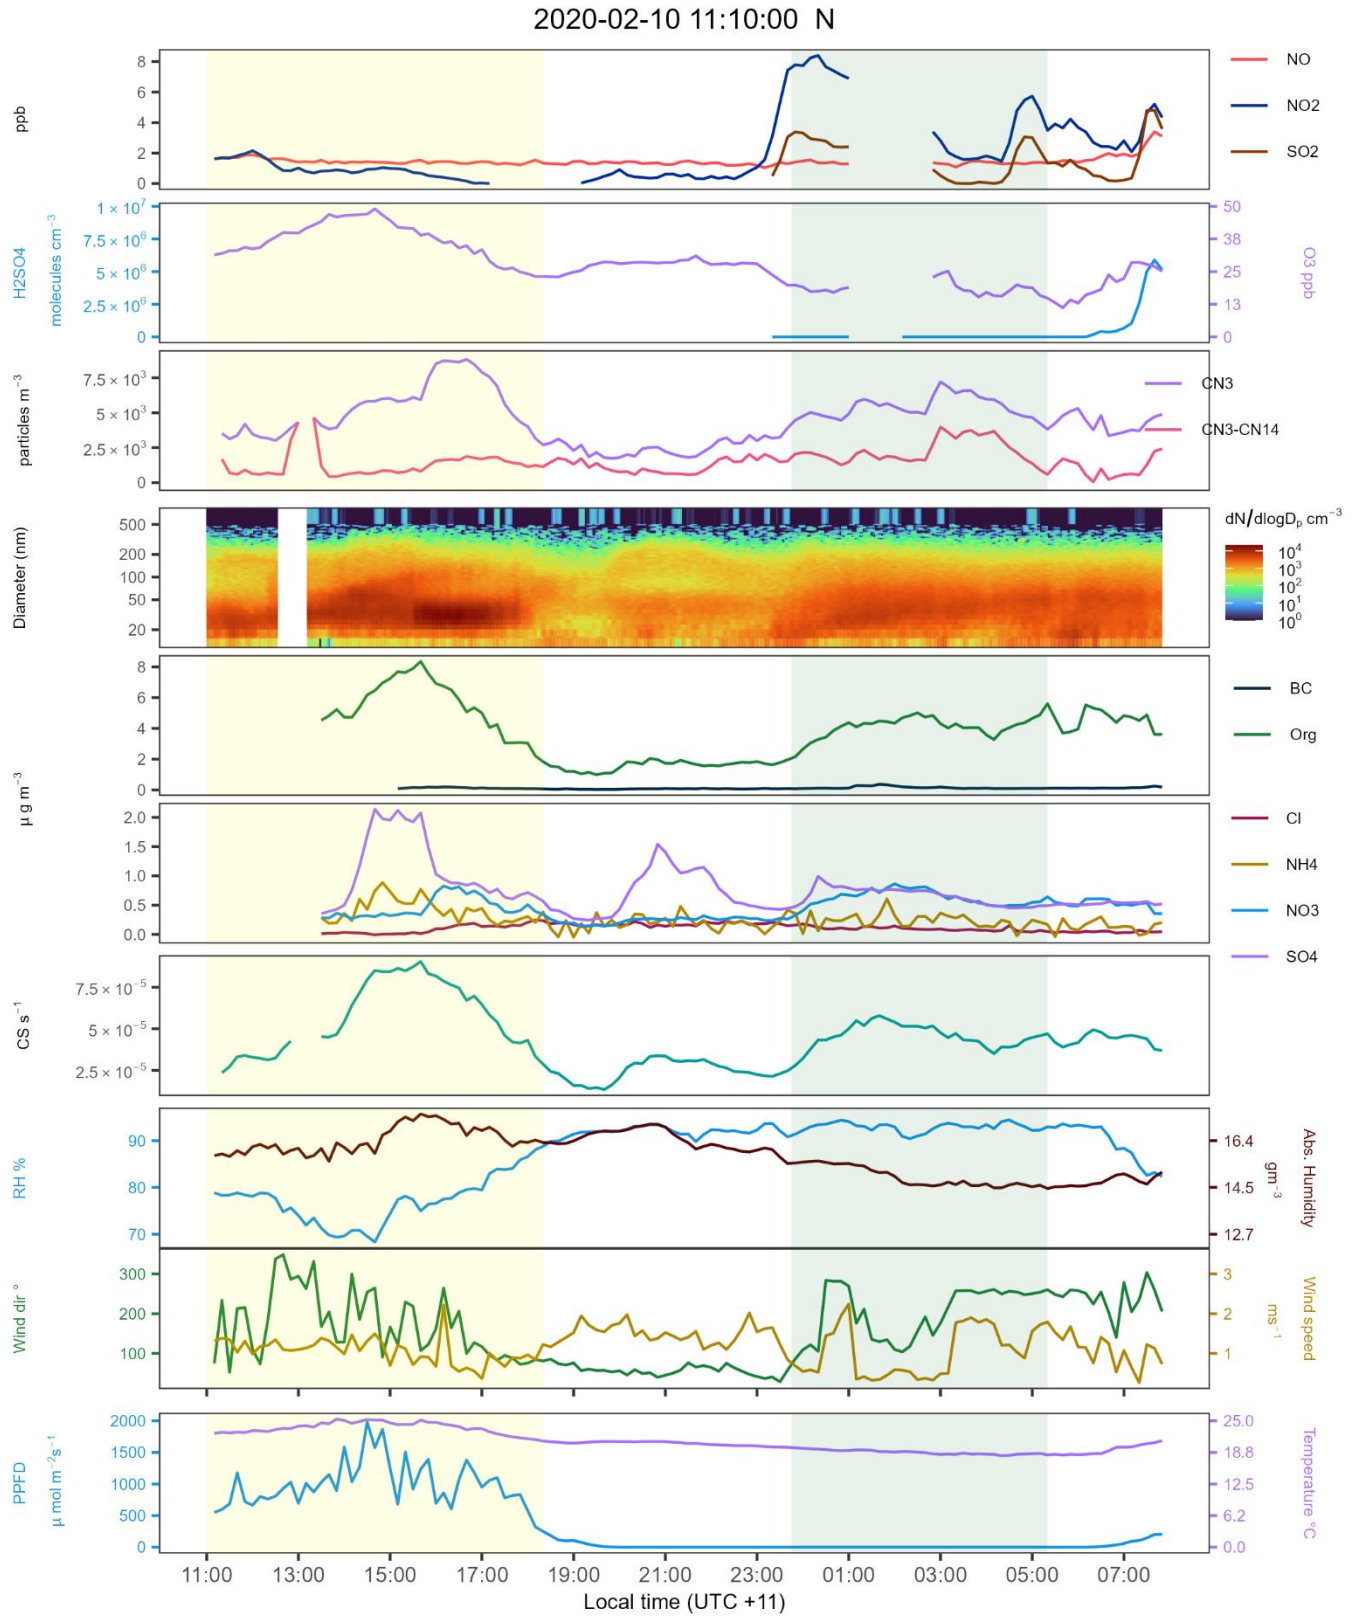 2020-02-10 11:10:00 N
ppb
8
6
4
2
0
NO
NO2
SO2
H2SO4
molecules cm⁻³
1 × 10⁷
7.5 × 10⁶
5 × 10⁶
2.5 × 10⁶
0
50
38
25
13
0
O3 ppb
particles m⁻³
7.5 × 10³
5 × 10³
2.5 × 10³
0
CN3
CN3-CN14
Diameter (nm)
500
200
100
50
20
dN/dlogDₚ cm⁻³
10⁴
10³
10²
10¹
10⁰
µ g m⁻³
8
6
4
2
0
BC
Org
2.0
1.5
1.0
0.5
0.0
Cl
NH4
NO3
SO4
CS s⁻¹
7.5 × 10⁻⁵
5 × 10⁻⁵
2.5 × 10⁻⁵
RH %
90
80
70
16.4
14.5
12.7
Abs. Humidity
gm⁻³
Wind dir °
300
200
100
3
2
1
Wind speed
ms⁻¹
PPFD
µ mol m⁻²s⁻¹
2000
1500
1000
500
0
25.0
18.8
12.5
6.2
0.0
Temperature °C
11:00 13:00 15:00 17:00 19:00 21:00 23:00 01:00 03:00 05:00 07:00
Local time (UTC +11)